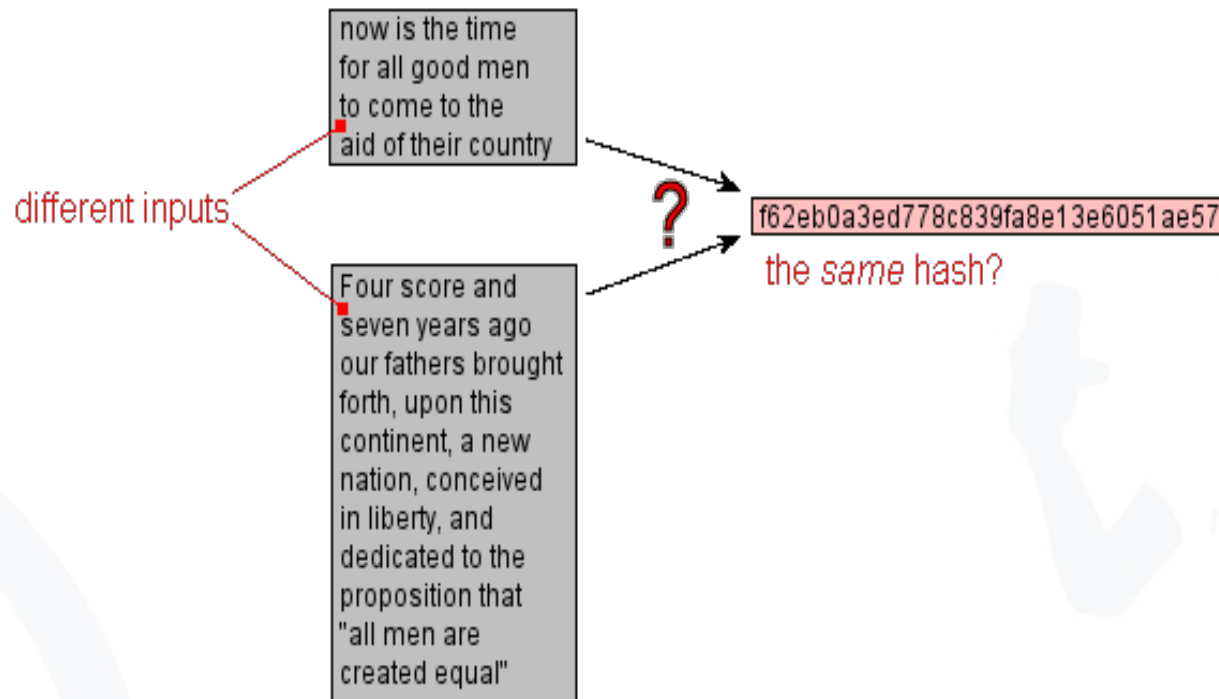 now is the time
for all good men
to come to the
aid of their country
different inputs
?
f62eb0a3ed778c839fa8e13e6051ae57
the same hash?
Four score and
seven years ago
our fathers brought
forth, upon this
continent, a new
nation, conceived
in liberty, and
dedicated to the
proposition that
"all men are
created equal"